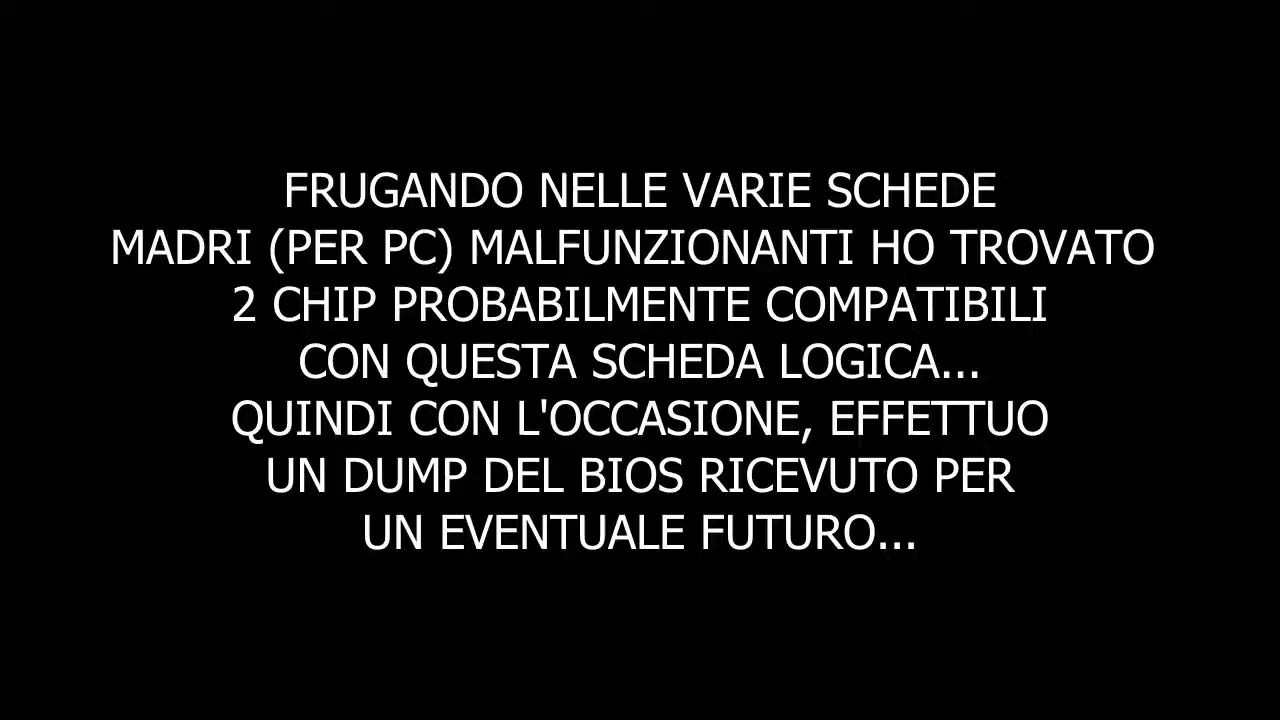 FRUGANDO NELLE VARIE SCHEDE
MADRI (PER PC) MALFUNZIONANTI HO TROVATO
2 CHIP PROBABILMENTE COMPATIBILI
CON QUESTA SCHEDA LOGICA...
QUINDI CON L'OCCASIONE, EFFETTUO
UN DUMP DEL BIOS RICEVUTO PER
UN EVENTUALE FUTURO...